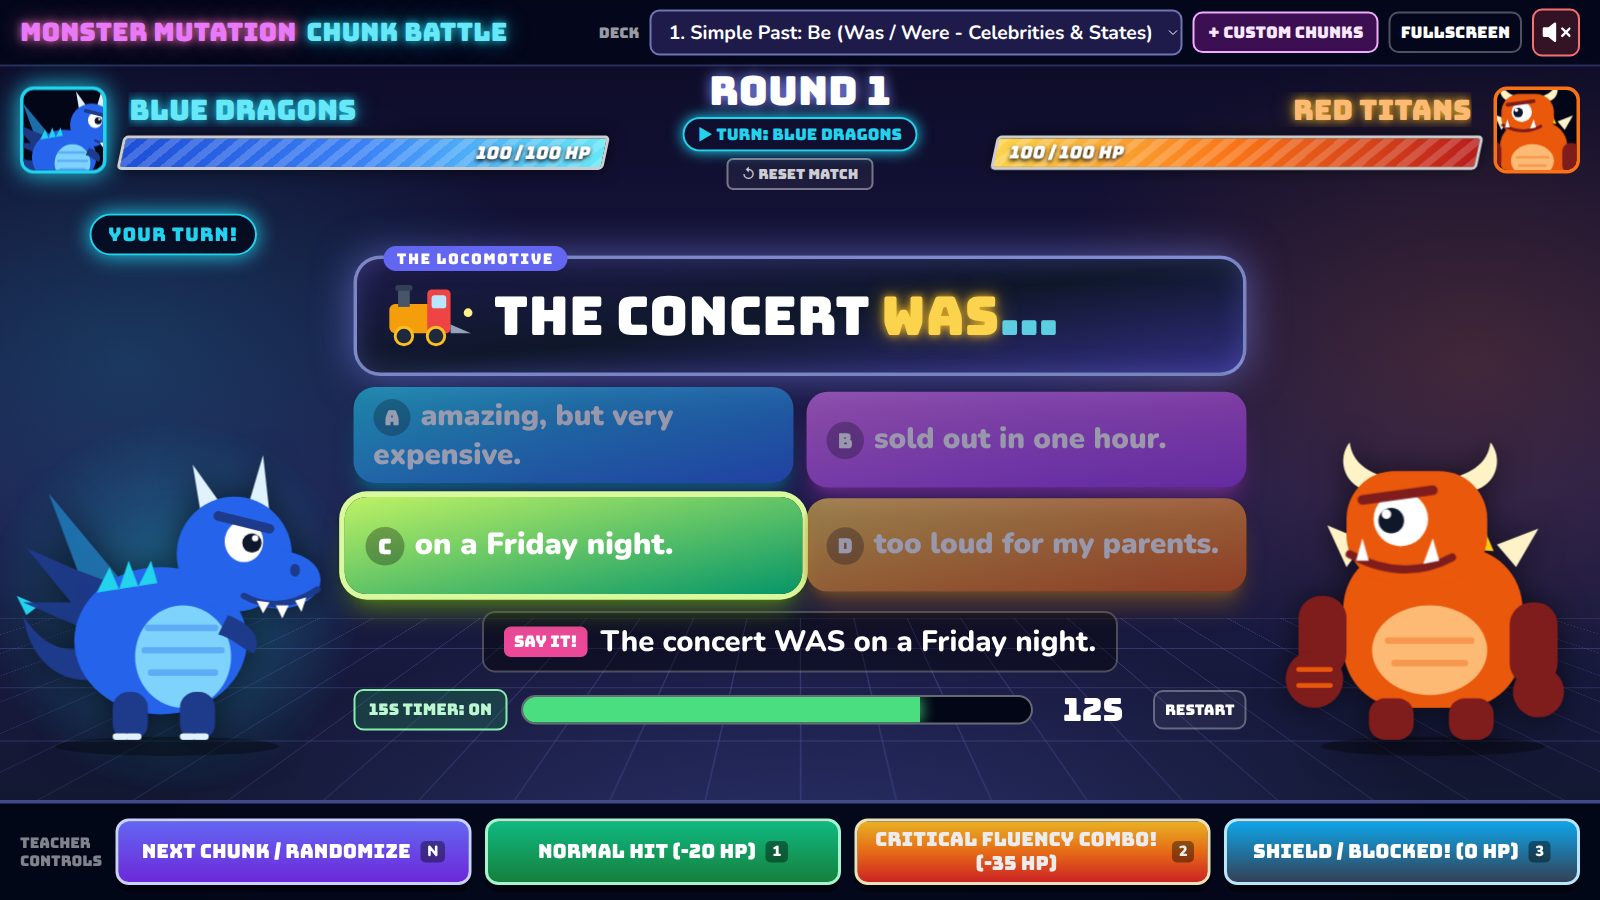 MONSTER MUTATION CHUNK BATTLE
DECK
1. Simple Past: Be (Was / Were - Celebrities & States)
+ CUSTOM CHUNKS
FULLSCREEN
BLUE DRAGONS
100 / 100 HP
ROUND 1
▶ TURN: BLUE DRAGONS
↺ RESET MATCH
RED TITANS
100 / 100 HP
YOUR TURN!
THE LOCOMOTIVE
THE CONCERT WAS...
A amazing, but very
expensive.
B sold out in one hour.
C on a Friday night.
D too loud for my parents.
SAY IT! The concert WAS on a Friday night.
15S TIMER: ON
12S
RESTART
TEACHER
CONTROLS
NEXT CHUNK / RANDOMIZE N
NORMAL HIT (-20 HP) 1
CRITICAL FLUENCY COMBO!
(-35 HP) 2
SHIELD / BLOCKED! (0 HP) 3